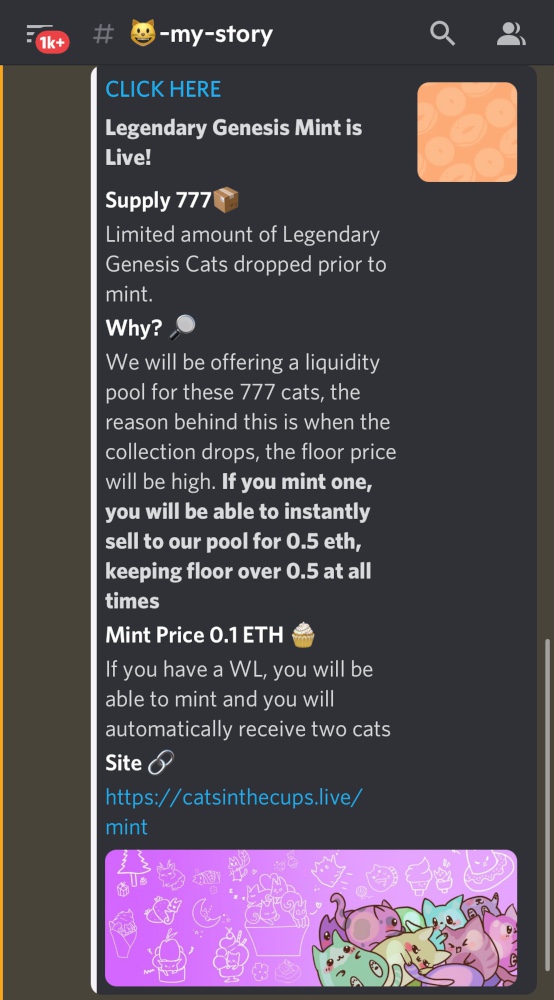 1k+
# 😺-my-story
CLICK HERE
Legendary Genesis Mint is
Live!
Supply 777📦
Limited amount of Legendary
Genesis Cats dropped prior to
mint.
Why? 🔎
We will be offering a liquidity
pool for these 777 cats, the
reason behind this is when the
collection drops, the floor price
will be high. If you mint one,
you will be able to instantly
sell to our pool for 0.5 eth,
keeping floor over 0.5 at all
times
Mint Price 0.1 ETH 🧁
If you have a WL, you will be
able to mint and you will
automatically receive two cats
Site 🔗
https://catsinthecups.live/
mint